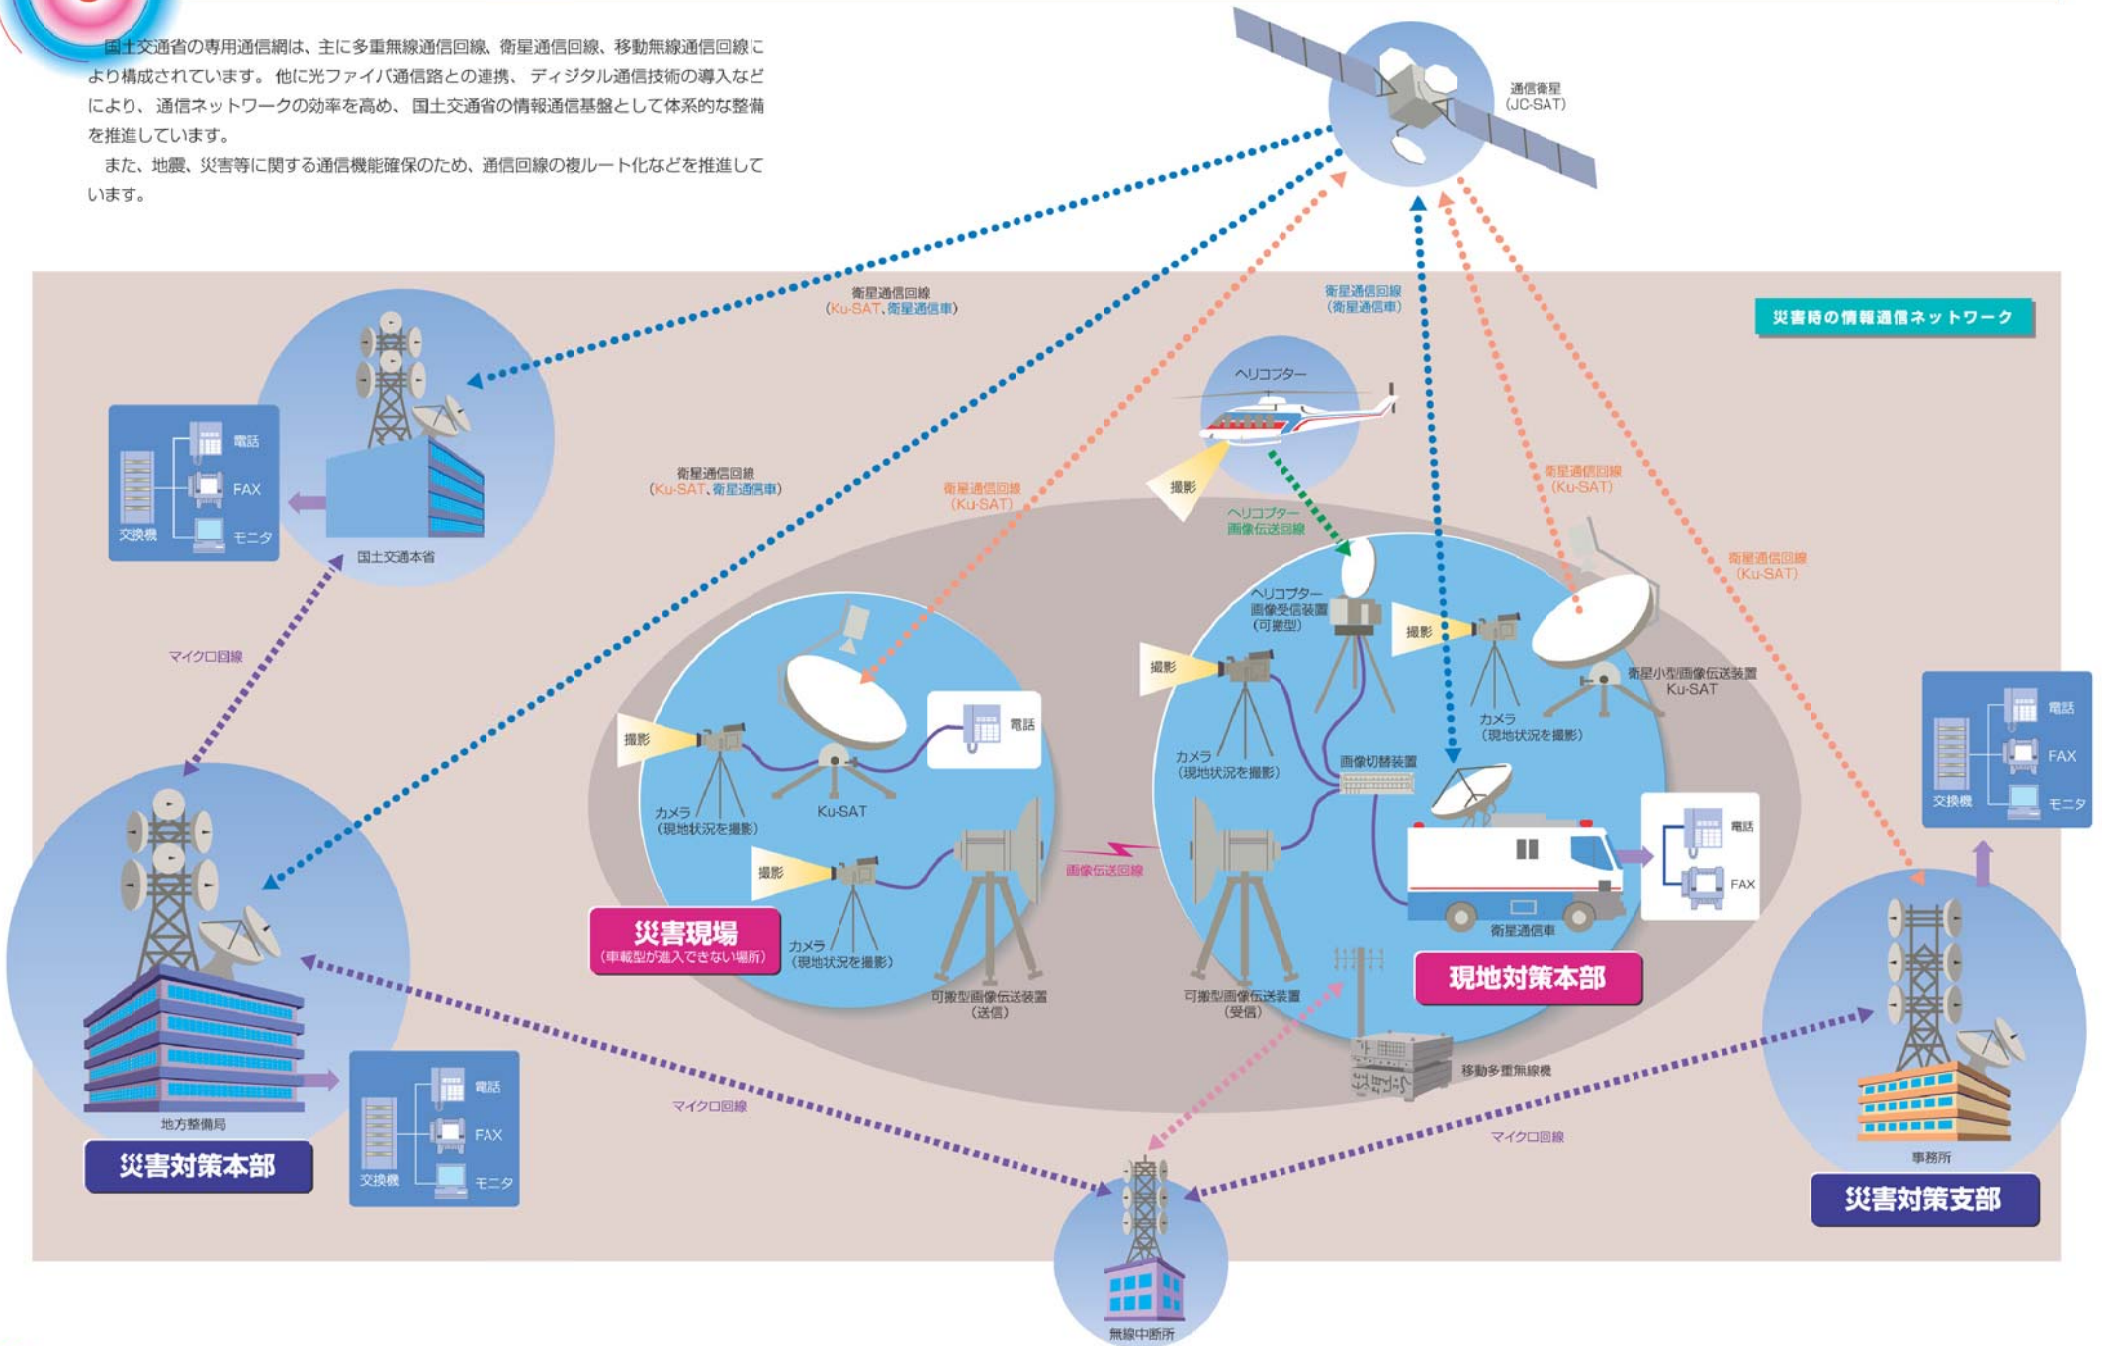 国土交通省の専用通信網は、主に多重無線通信回線、衛星通信回線、移動無線通信回線に
より構成されています。他に光ファイバ通信路との連携、ディジタル通信技術の導入など
により、通信ネットワークの効率を高め、国土交通省の情報通信基盤として体系的な整備
を推進しています。
また、地震、災害等に関する通信機能確保のため、通信回線の複ルート化などを推進して
います。
通信衛星
(JC-SAT)
災害時の情報通信ネットワーク
衛星通信回線
(Ku-SAT、衛星通信車)
衛星通信回線
(衛星通信車)
ヘリコプター
撮影
ヘリコプター
画像伝送回線
電話
FAX
モニタ
交換機
国土交通本省
衛星通信回線
(Ku-SAT、衛星通信車)
衛星通信回線
(Ku-SAT)
衛星通信回線
(Ku-SAT)
衛星通信回線
(Ku-SAT)
マイクロ回線
撮影
カメラ
(現地状況を撮影)
Ku-SAT
電話
撮影
カメラ
(現地状況を撮影)
可搬型画像伝送装置
(送信)
災害現場
(車載型が進入できない場所)
画像伝送回線
ヘリコプター
画像受信装置
(可搬型)
撮影
カメラ
(現地状況を撮影)
撮影
カメラ
(現地状況を撮影)
衛星小型画像伝送装置
Ku-SAT
画像切替装置
電話
FAX
衛星通信車
可搬型画像伝送装置
(受信)
現地対策本部
移動多重無線機
電話
FAX
モニタ
交換機
地方整備局
災害対策本部
電話
FAX
モニタ
交換機
マイクロ回線
マイクロ回線
事務所
災害対策支部
無線中断所